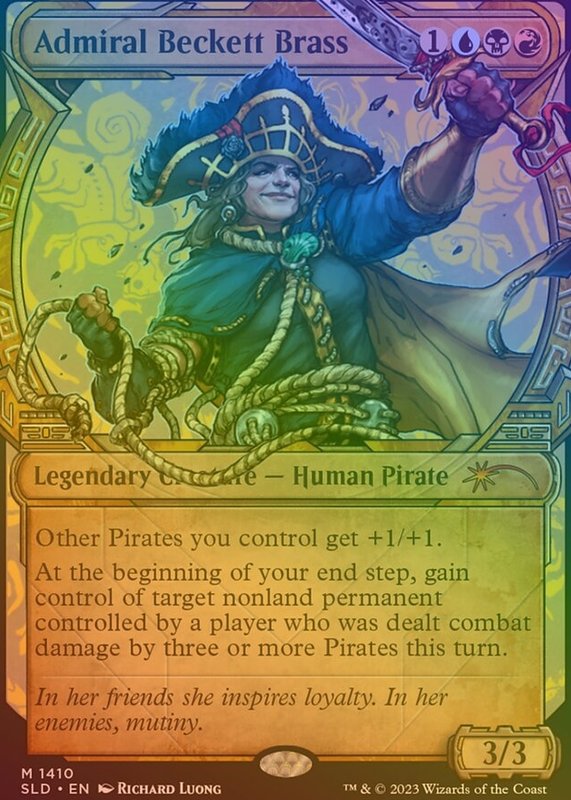 Admiral Beckett Brass 1
Legendary Creature — Human Pirate
Other Pirates you control get +1/+1.
At the beginning of your end step, gain
control of target nonland permanent
controlled by a player who was dealt combat
damage by three or more Pirates this turn.
In her friends she inspires loyalty. In her
enemies, mutiny.
3/3
M 1410
SLD • EN Richard Luong ™ & © 2023 Wizards of the Coast